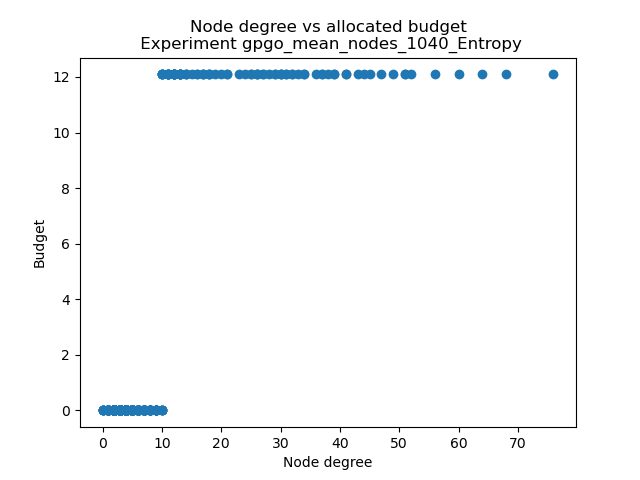 Node degree vs allocated budget
Experiment gpgo_mean_nodes_1040_Entropy
12
10
8
6
4
2
0
Budget
0 10 20 30 40 50 60 70
Node degree